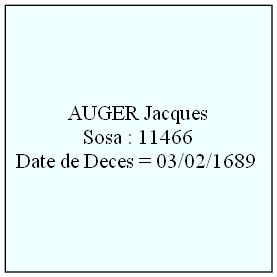 AUGER Jacques
Sosa : 11466
Date de Deces = 03/02/1689